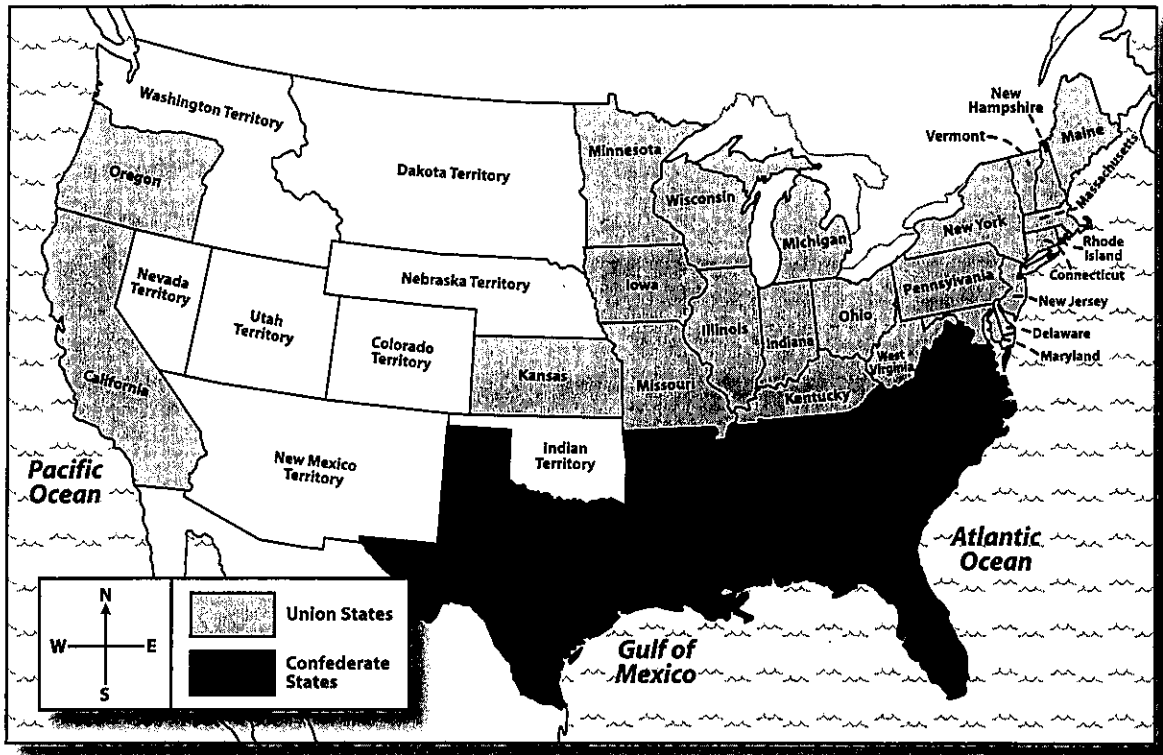 Washington Territory
Oregon
Dakota Territory
Minnesota
Wisconsin
Michigan
New
Hampshire
Vermont
Maine
Massachusetts
New York
Rhode
Island
Connecticut
Pennsylvania
New Jersey
Delaware
Maryland
Nevada
Territory
Utah
Territory
Nebraska Territory
Colorado
Territory
Iowa
Illinois
Indiana
Ohio
West
Virginia
California
Kansas
Missouri
Kentucky
New Mexico
Territory
Indian
Territory
Pacific
Ocean
Atlantic
Ocean
Gulf of
Mexico
N
W
E
S
Union States
Confederate
States